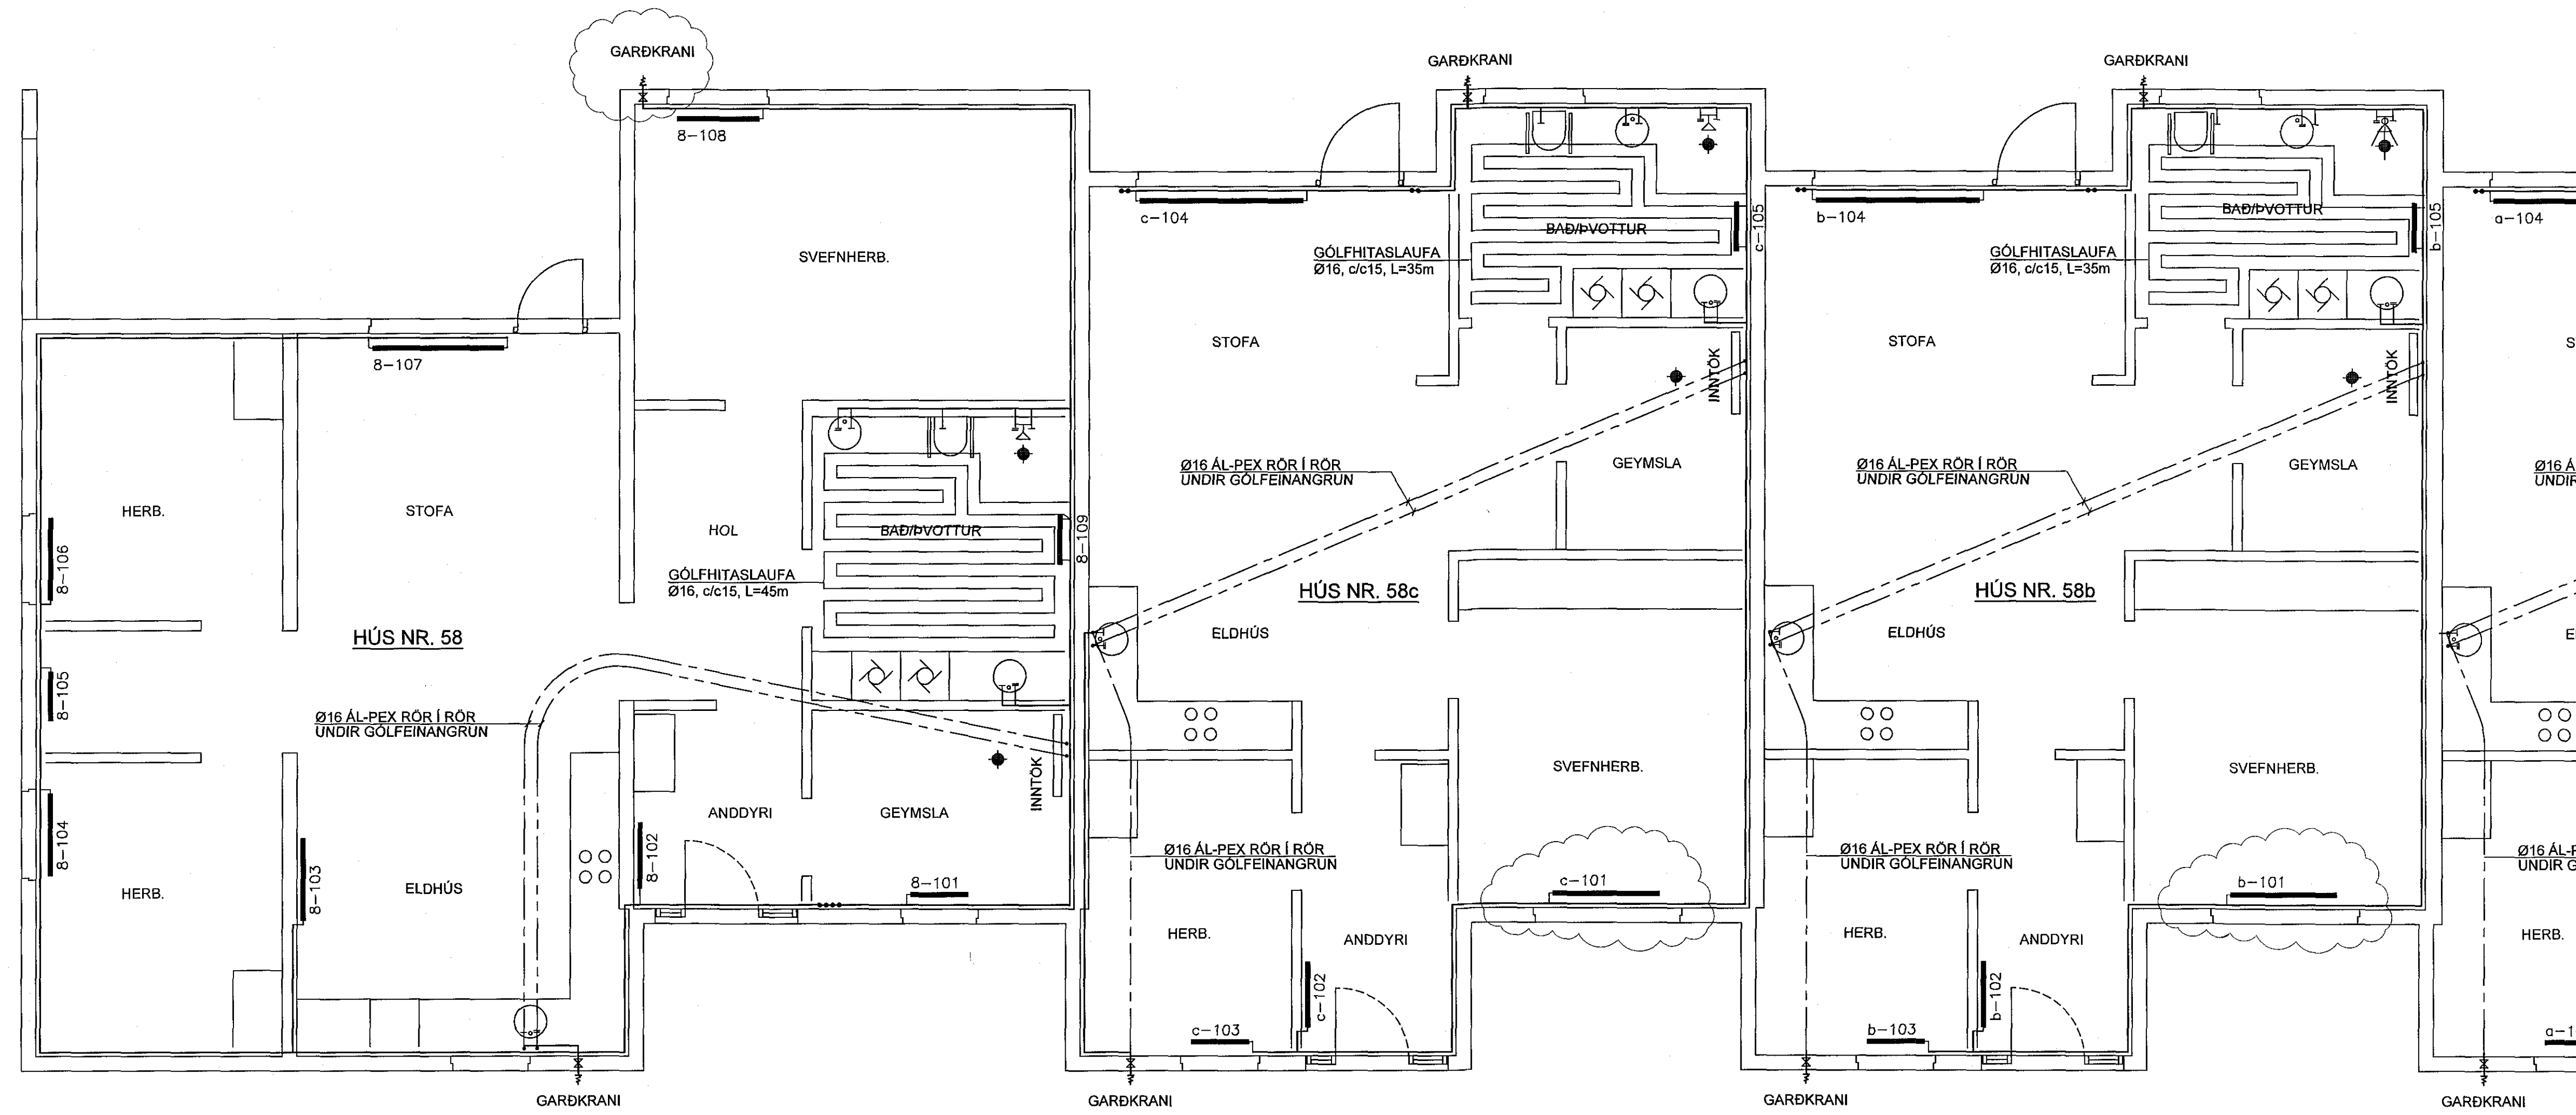 GARÐKRANI
GARÐKRANI
GARÐKRANI
8-108
c-104
b-104
a-104
SVEFNHERB.
BAÐ/ÞVOTTUR
c-105
BAÐ/ÞVOTTUR
b-105
GÓLFHITASLAUFA
Ø16, c/c15, L=35m
GÓLFHITASLAUFA
Ø16, c/c15, L=35m
8-107
STOFA
INNTÖK
STOFA
INNTÖK
S
HERB.
STOFA
HOL
BAÐ/ÞVOTTUR
8-109
8-106
GÓLFHITASLAUFA
Ø16, c/c15, L=45m
Ø16 ÁL-PEX RÖR Í RÖR
UNDIR GÓLFEINANGRUN
GEYMSLA
Ø16 ÁL-PEX RÖR Í RÖR
UNDIR GÓLFEINANGRUN
GEYMSLA
Ø16 Á
UNDIR
HÚS NR. 58
HÚS NR. 58c
HÚS NR. 58b
ELDHÚS
ELDHÚS
E
8-105
Ø16 ÁL-PEX RÖR Í RÖR
UNDIR GÓLFEINANGRUN
INNTÖK
SVEFNHERB.
SVEFNHERB.
ANDDYRI
GEYMSLA
8-104
8-103
8-102
HERB.
ELDHÚS
8-101
Ø16 ÁL-PEX RÖR Í RÖR
UNDIR GÓLFEINANGRUN
c-101
Ø16 ÁL-PEX RÖR Í RÖR
UNDIR GÓLFEINANGRUN
b-101
Ø16 ÁL-P
UNDIR G
HERB.
ANDDYRI
HERB.
ANDDYRI
HERB.
c-102
b-102
c-103
b-103
a-1
GARÐKRANI
GARÐKRANI
GARÐKRANI
GARÐKRANI